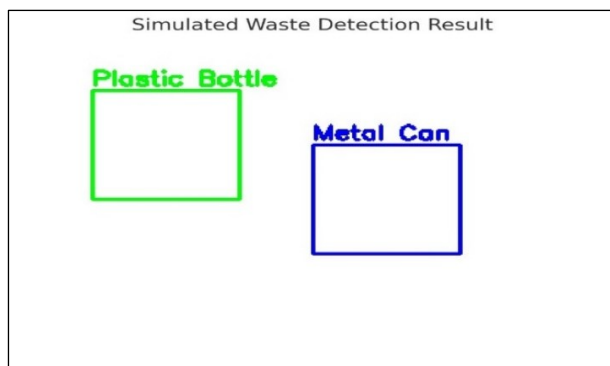 Simulated Waste Detection Result
Plastic Bottle
Metal Can